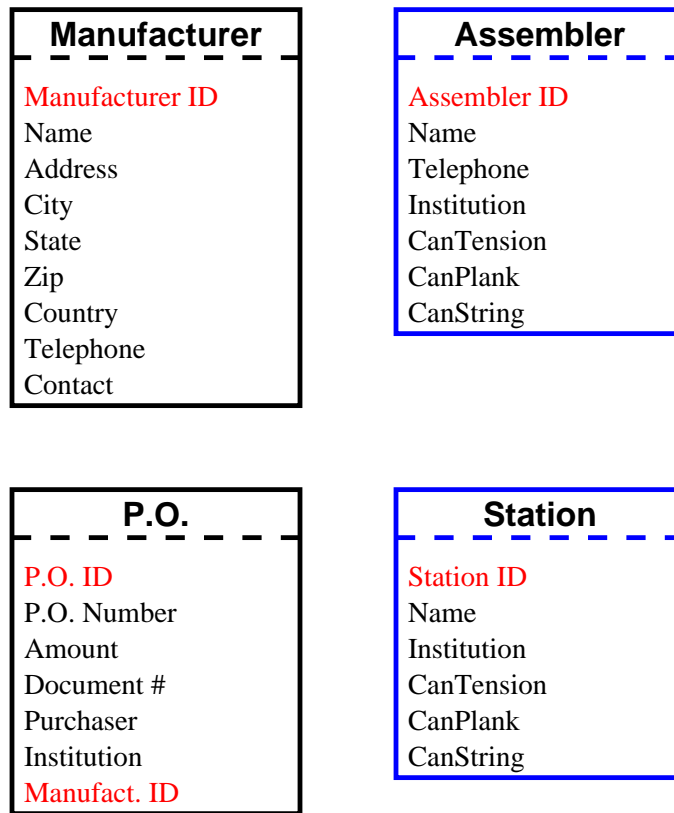 Manufacturer
Manufacturer ID
Name
Address
City
State
Zip
Country
Telephone
Contact
Assembler
Assembler ID
Name
Telephone
Institution
CanTension
CanPlank
CanString
P.O.
P.O. ID
P.O. Number
Amount
Document #
Purchaser
Institution
Manufact. ID
Station
Station ID
Name
Institution
CanTension
CanPlank
CanString